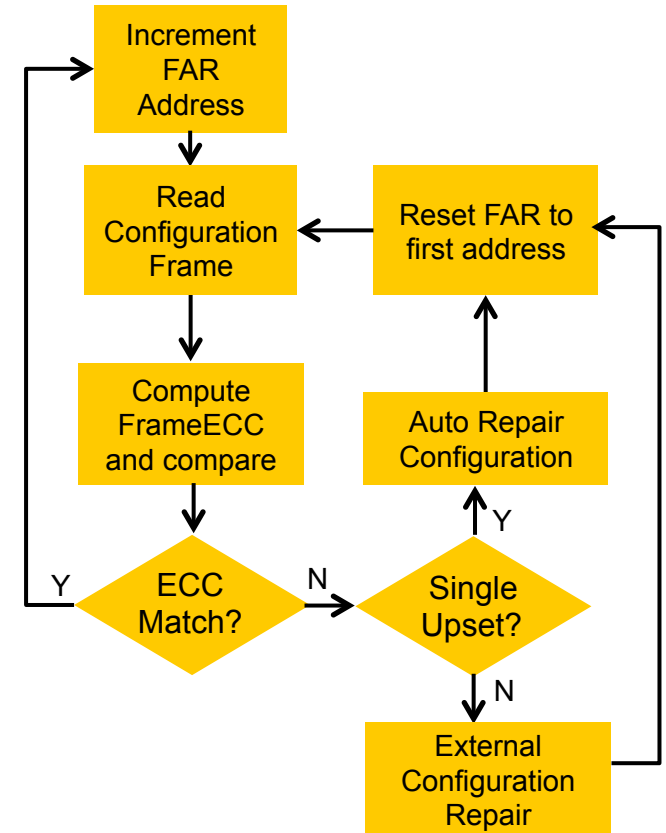 Increment
FAR
Address
Read
Configuration
Frame
Reset FAR to
first address
Compute
FrameECC
and compare
Auto Repair
Configuration
Y
Y
ECC
Match?
N
Single
Upset?
N
External
Configuration
Repair